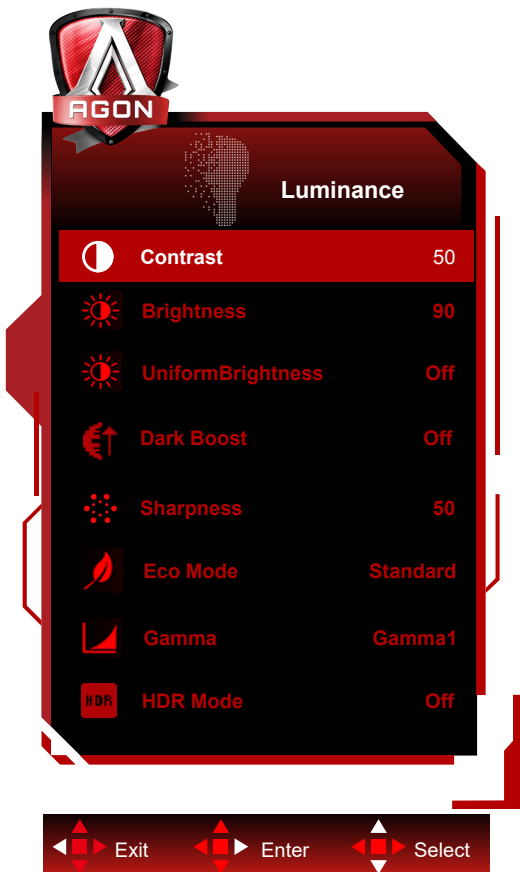 AGON
Luminance
Contrast 50
Brightness 90
UniformBrightness Off
Dark Boost Off
Sharpness 50
Eco Mode Standard
Gamma Gamma1
HDR HDR Mode Off
Exit Enter Select